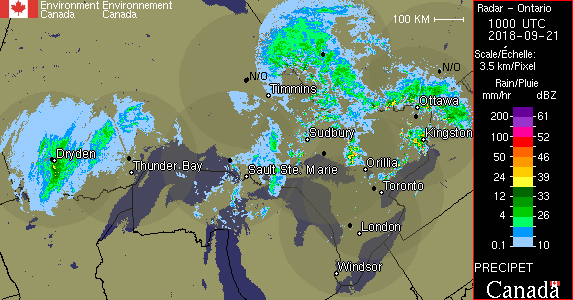 Environment Environnement
Canada Canada
100 KM
N/O
N/O
Timmins
Ottawa
Sudbury
Kingston
Dryden
Thunder Bay
Sault Ste. Marie
Orillia
Toronto
London
Windsor
Radar - Ontario
1000 UTC
2018-09-21
Scale/Échelle:
3.5 km/Pixel
Rain/Pluie
mm/hr dBZ
200 61
100 52
50 46
24 39
12 33
4 26
0.1 10
PRECIPET
Canada